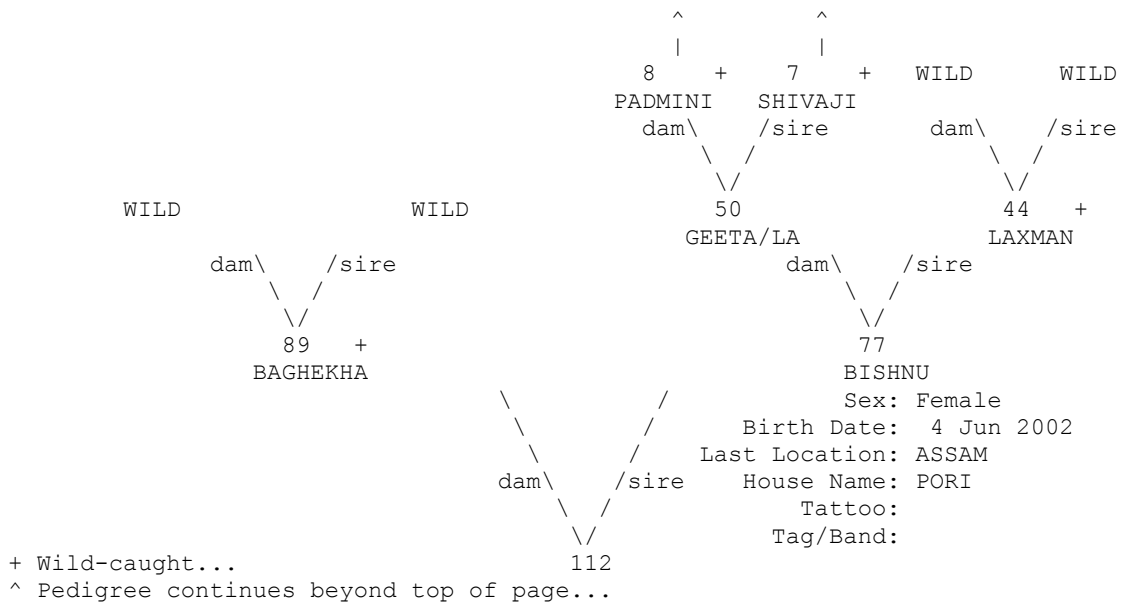 ^ ^
| |
8 + 7 + WILD WILD
PADMINI SHIVAJI
dam\ /sire dam\ /sire
\ / \ /
\/ \/
WILD WILD 50 44 +
GEETA/LA LAXMAN
dam\ /sire dam\ /sire
\ / \ /
\/ \/
89 + 77
BAGHEKHA BISHNU
\ / Sex: Female
\ / Birth Date: 4 Jun 2002
\ / Last Location: ASSAM
dam\ /sire House Name: PORI
\ / Tattoo:
\/ Tag/Band:
+ Wild-caught... 112
^ Pedigree continues beyond top of page...